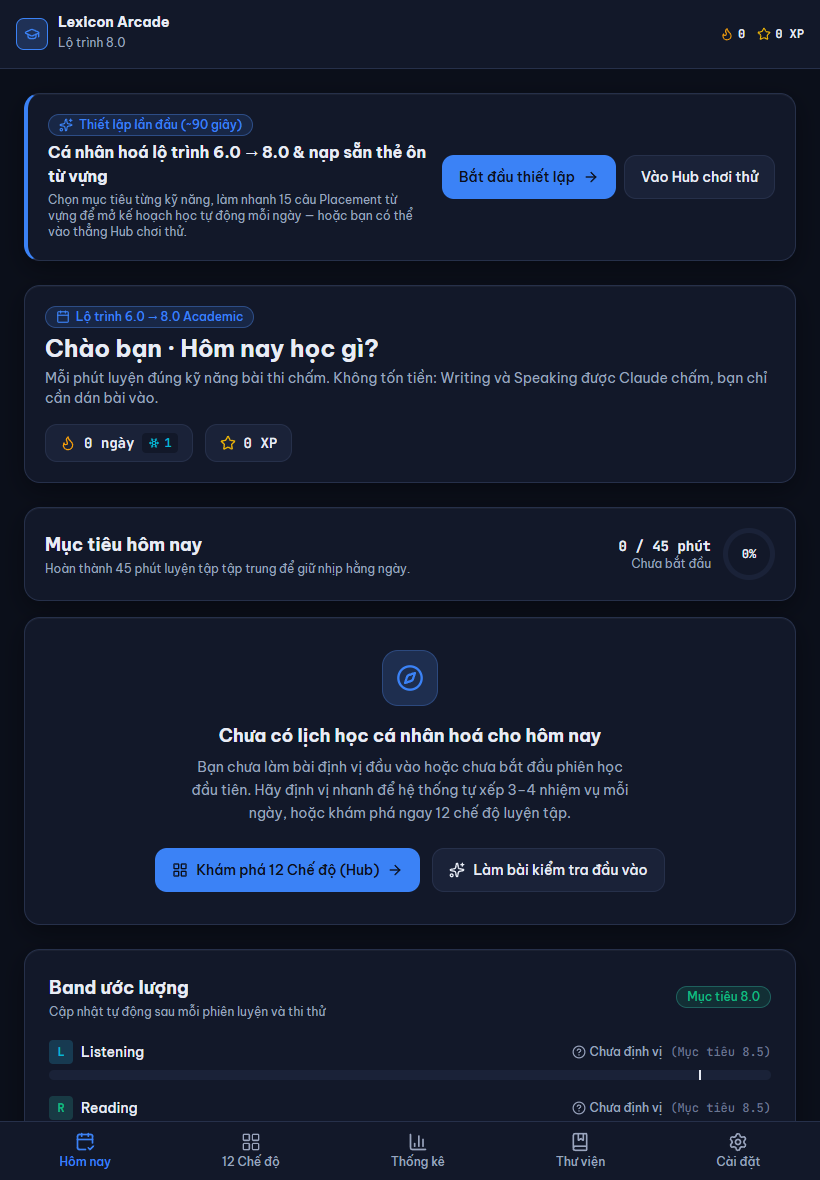 Lexicon Arcade
Lộ trình 8.0
0
0 XP
Thiết lập lần đầu (~90 giây)
Cá nhân hoá lộ trình 6.0→8.0 & nạp sẵn thẻ ôn
từ vựng
Chọn mục tiêu từng kỹ năng, làm nhanh 15 câu Placement từ
vựng để mở kế hoạch học tự động mỗi ngày — hoặc bạn có thể
vào thẳng Hub chơi thử.
Bắt đầu thiết lập →
Vào Hub chơi thử
Lộ trình 6.0→8.0 Academic
Chào bạn · Hôm nay học gì?
Mỗi phút luyện đúng kỹ năng bài thi chấm. Không tốn tiền: Writing và Speaking được Claude chấm, bạn chỉ
cần dán bài vào.
0 ngày
1
0 XP
Mục tiêu hôm nay
Hoàn thành 45 phút luyện tập tập trung để giữ nhịp hằng ngày.
0 / 45 phút
Chưa bắt đầu
0%
Chưa có lịch học cá nhân hoá cho hôm nay
Bạn chưa làm bài định vị đầu vào hoặc chưa bắt đầu phiên học
đầu tiên. Hãy định vị nhanh để hệ thống tự xếp 3–4 nhiệm vụ mỗi
ngày, hoặc khám phá ngay 12 chế độ luyện tập.
Khám phá 12 Chế độ (Hub) →
Làm bài kiểm tra đầu vào
Band ước lượng
Cập nhật tự động sau mỗi phiên luyện và thi thử
Mục tiêu 8.0
L Listening
Chưa định vị (Mục tiêu 8.5)
R Reading
Chưa định vị (Mục tiêu 8.5)
Hôm nay
12 Chế độ
Thống kê
Thư viện
Cài đặt